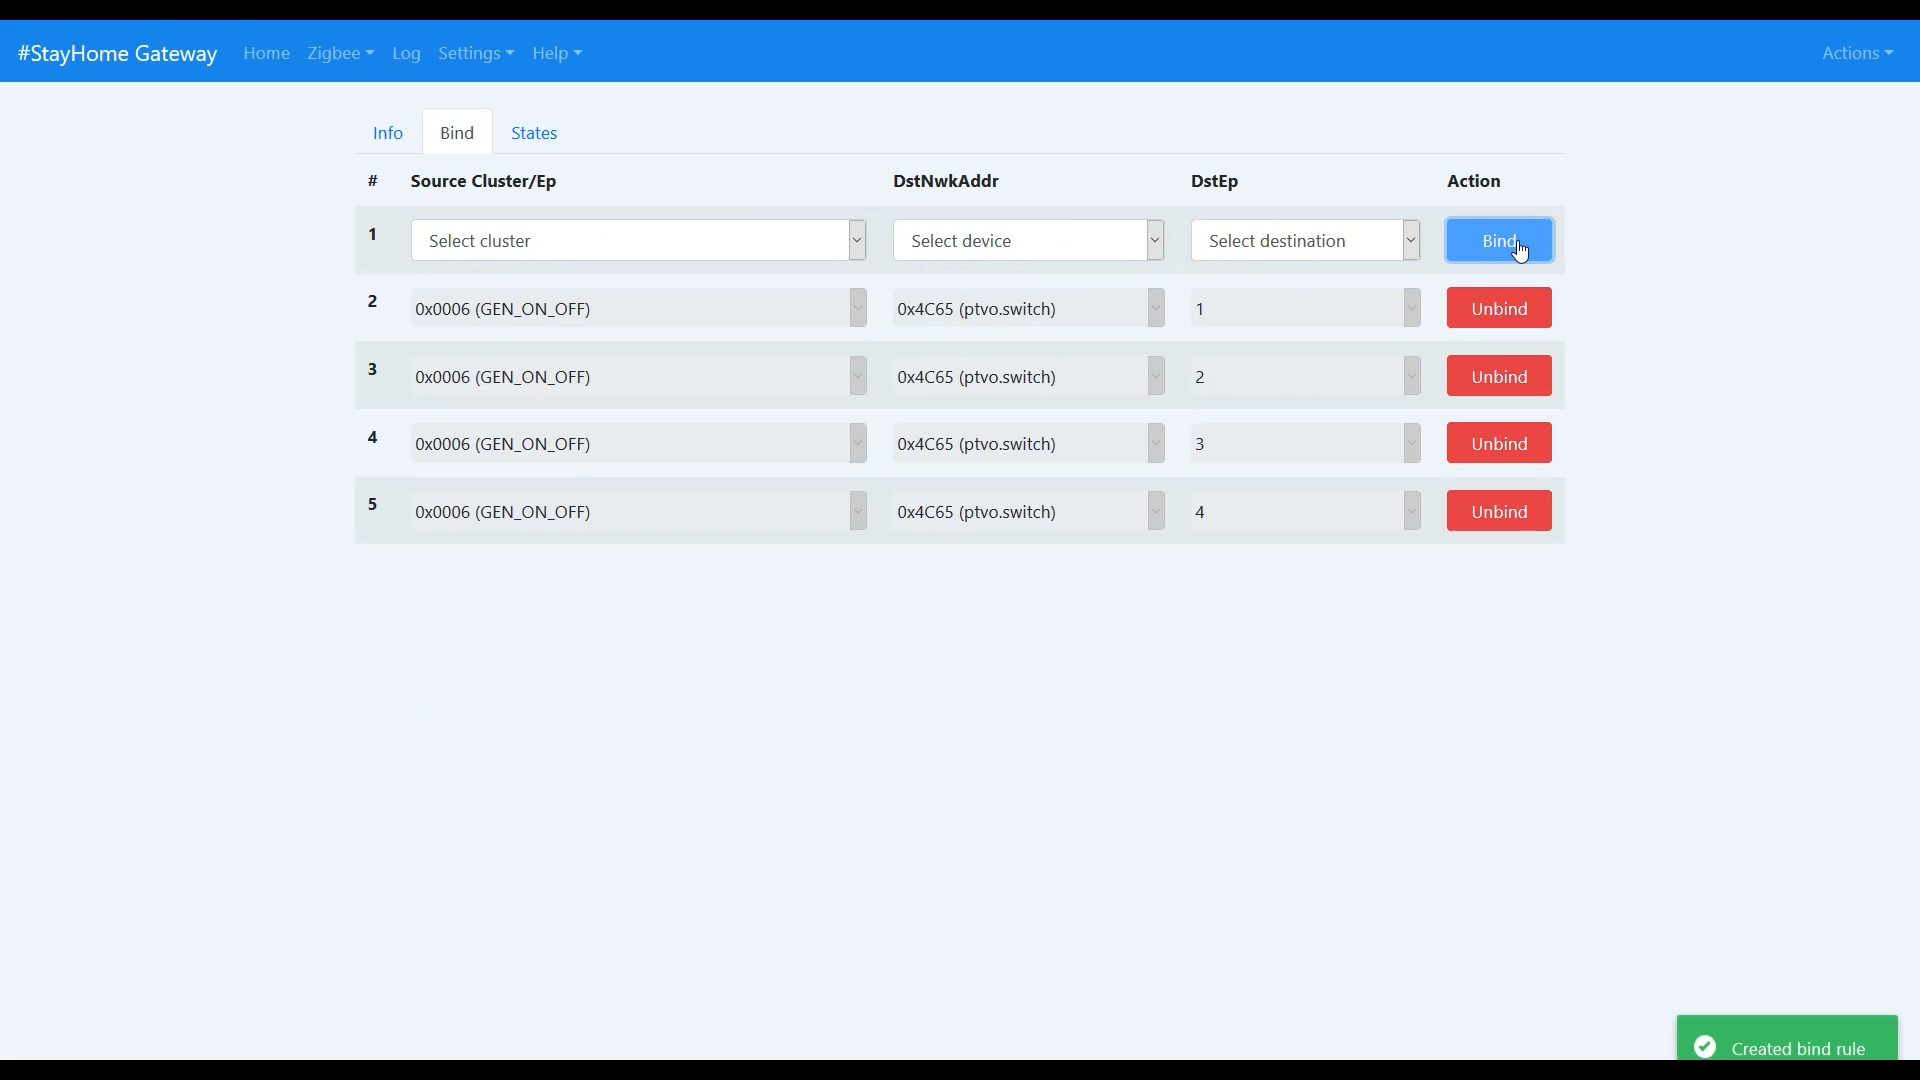 #StayHome Gateway Home Zigbee Log Settings Help Actions
Info Bind States
# Source Cluster/Ep DstNwkAddr DstEp Action
1 Select cluster Select device Select destination Bind
2 0x0006 (GEN_ON_OFF) 0x4C65 (ptvo.switch) 1 Unbind
3 0x0006 (GEN_ON_OFF) 0x4C65 (ptvo.switch) 2 Unbind
4 0x0006 (GEN_ON_OFF) 0x4C65 (ptvo.switch) 3 Unbind
5 0x0006 (GEN_ON_OFF) 0x4C65 (ptvo.switch) 4 Unbind
Created bind rule